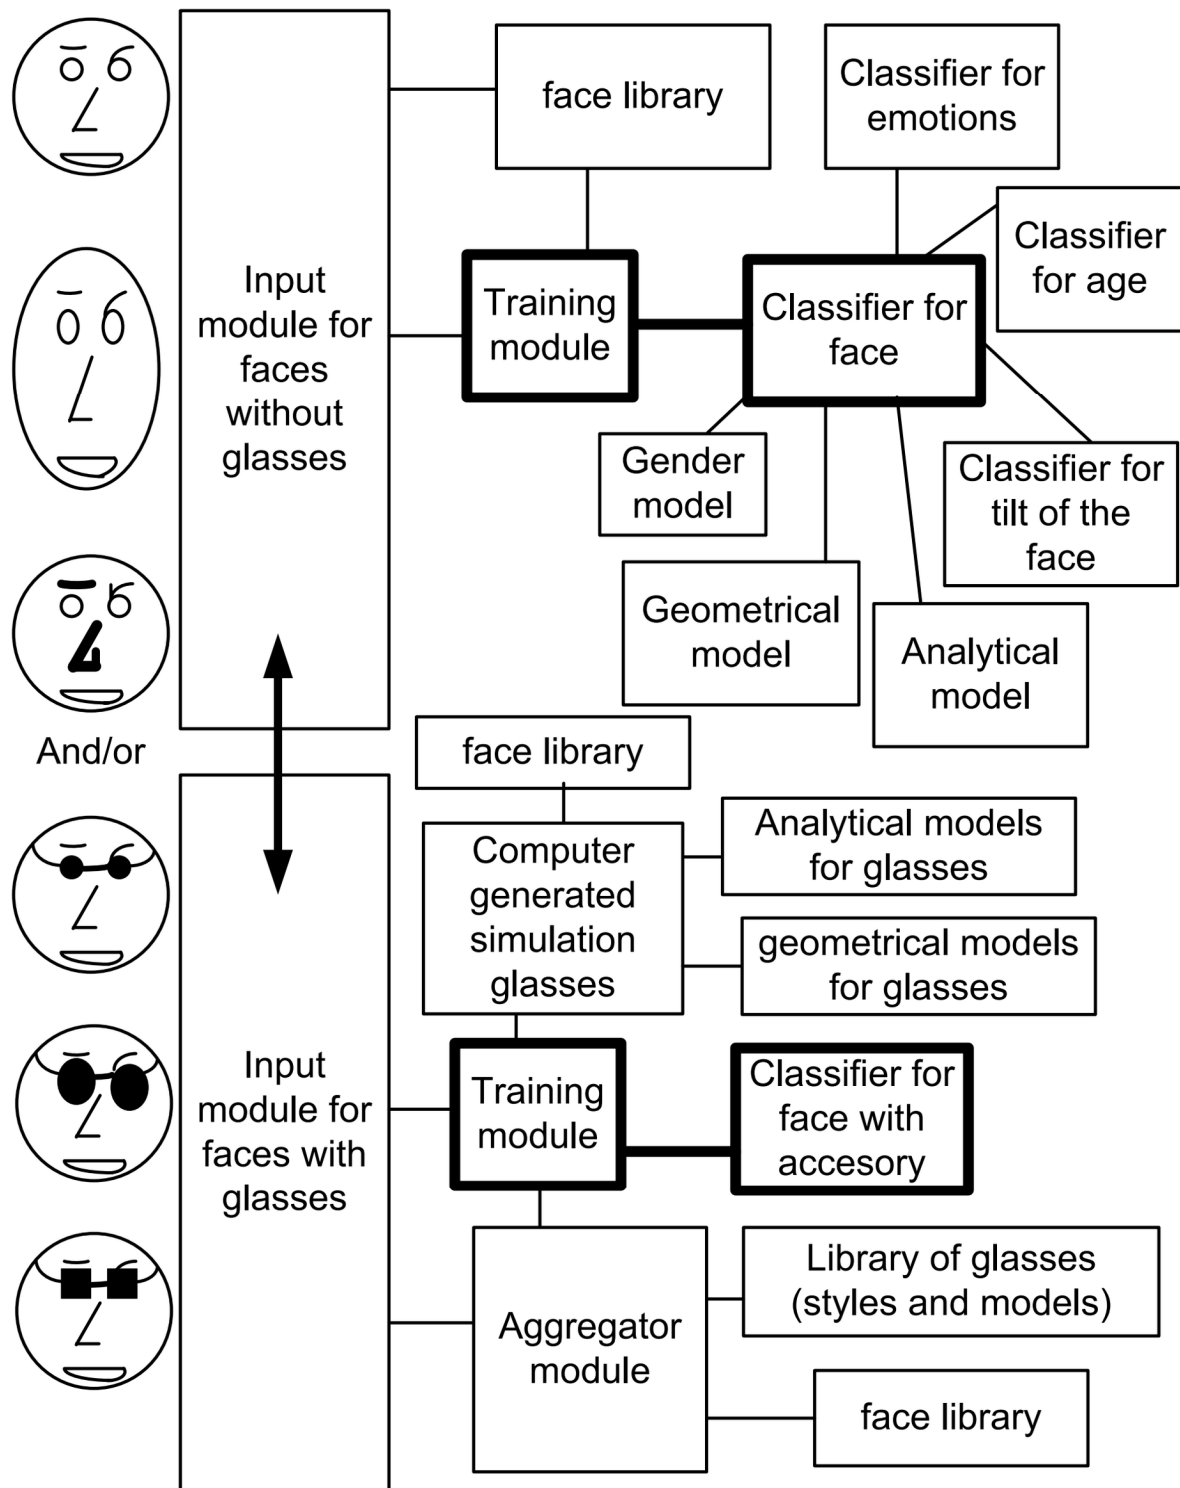 face library
Classifier for
emotions
Classifier
for age
Input
module for
faces
without
glasses
Training
module
Classifier for
face
Gender
model
Classifier for
tilt of the
face
Geometrical
model
Analytical
model
And/or
face library
Computer
generated
simulation
glasses
Analytical models
for glasses
geometrical models
for glasses
Input
module for
faces with
glasses
Training
module
Classifier for
face with
accesory
Aggregator
module
Library of glasses
(styles and models)
face library